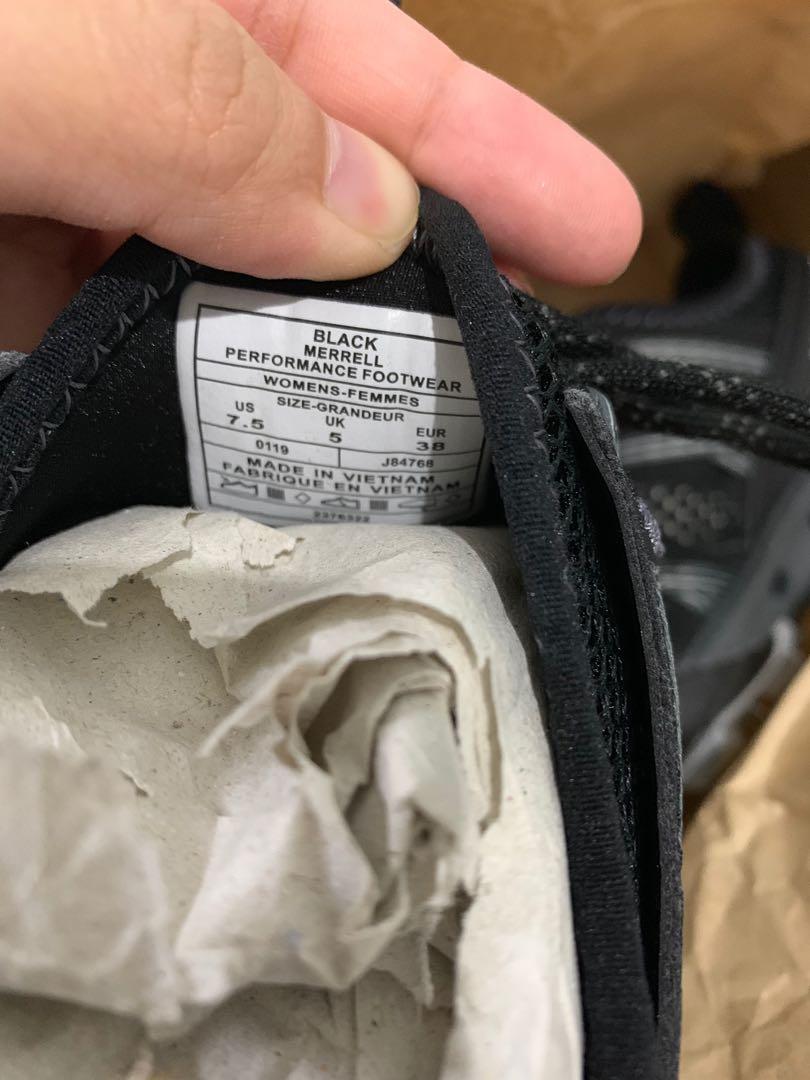 BLACK
MERRELL
PERFORMANCE FOOTWEAR
WOMENS-FEMMES
SIZE-GRANDEUR
US UK EUR
7.5 5 38
0119 J84768
MADE IN VIETNAM
FABRIQUE EN VIETNAM
2376322